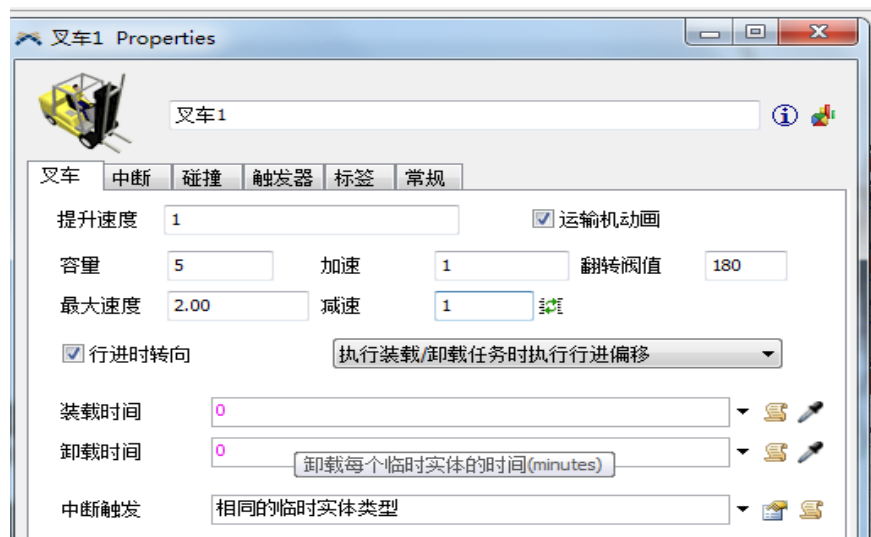 叉车1 Properties
叉车1
叉车 中断 碰撞 触发器 标签 常规
提升速度 1 运输机动画
容量 5 加速 1 翻转阀值 180
最大速度 2.00 减速 1
行进时转向 执行装载/卸载任务时执行行进偏移
装载时间 0
卸载时间 0
卸载每个临时实体的时间(minutes)
中断触发 相同的临时实体类型